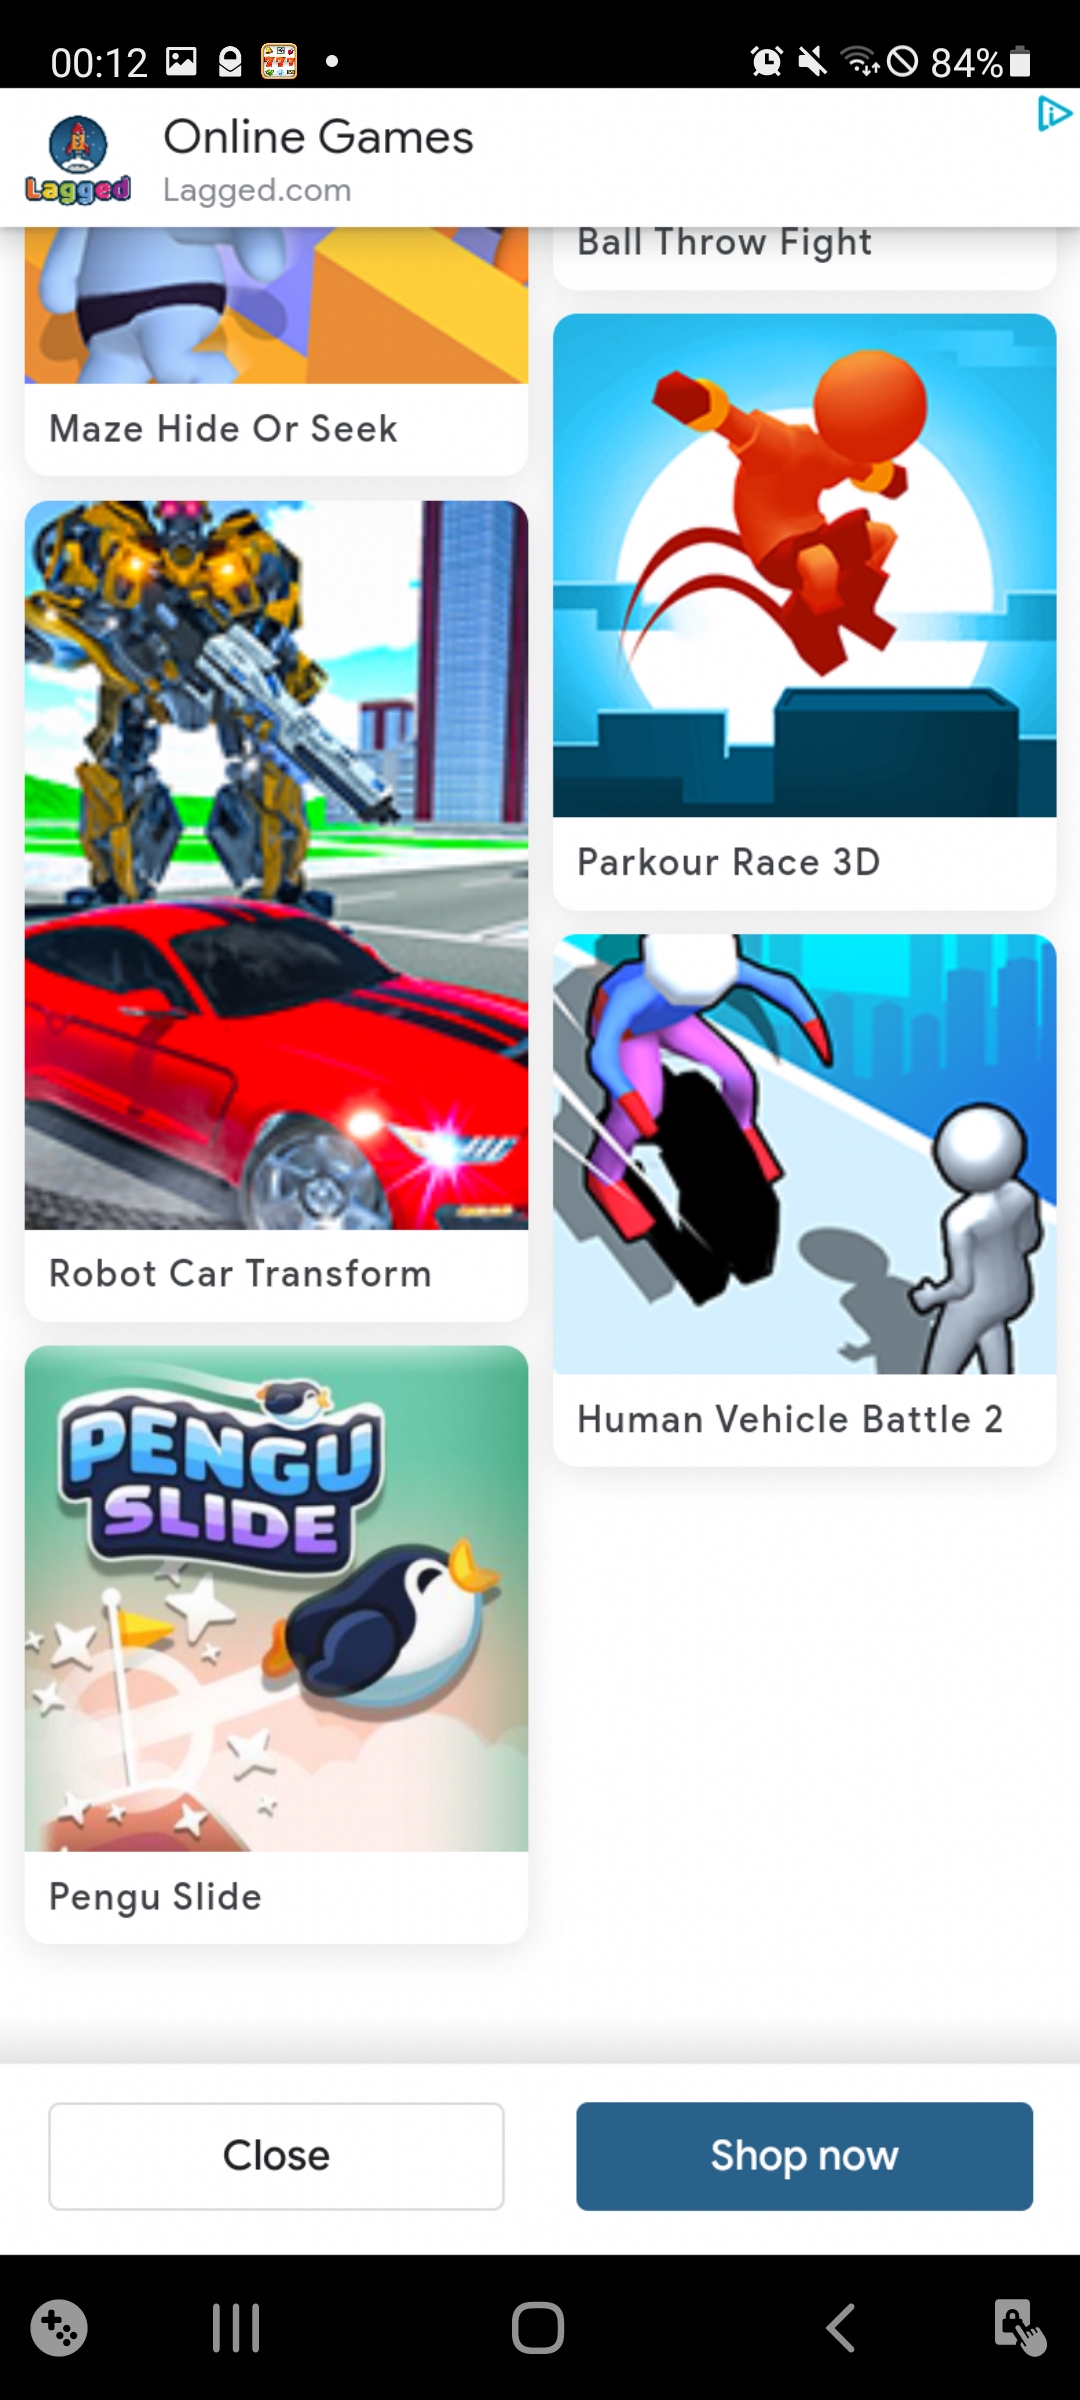 00:12
84%
Online Games
Lagged
Lagged.com
Ball Throw Fight
Maze Hide Or Seek
Parkour Race 3D
Robot Car Transform
Human Vehicle Battle 2
PENGU
SLIDE
Pengu Slide
Close
Shop now